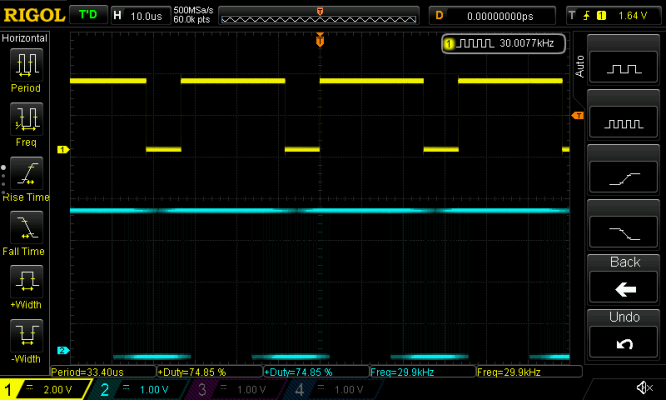 RIGOL T'D H 10.0us 500MSa/s 60.0k pts T D 0.00000000ps T 1 1.64 V
Horizontal
Period
Freq
Rise Time
Fall Time
+Width
-Width
T
1 30.0077kHz
Auto
T
1
2
Back
Undo
Period=33.40us +Duty=74.85 % +Duty=74.85 % Freq=29.9kHz Freq=29.9kHz
1 2.00 V 2 1.00 V 3 1.00 V 4 1.00 V